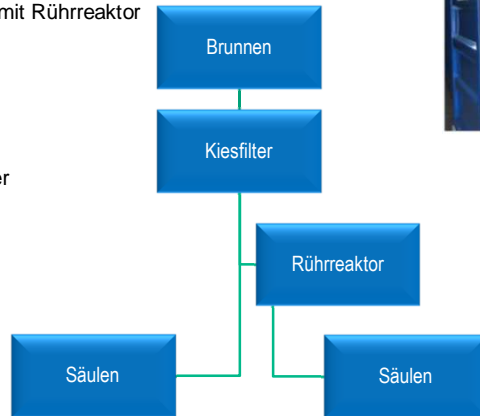 mit Rührreaktor
Brunnen
Kiesfilter
er
Rührreaktor
Säulen
Säulen